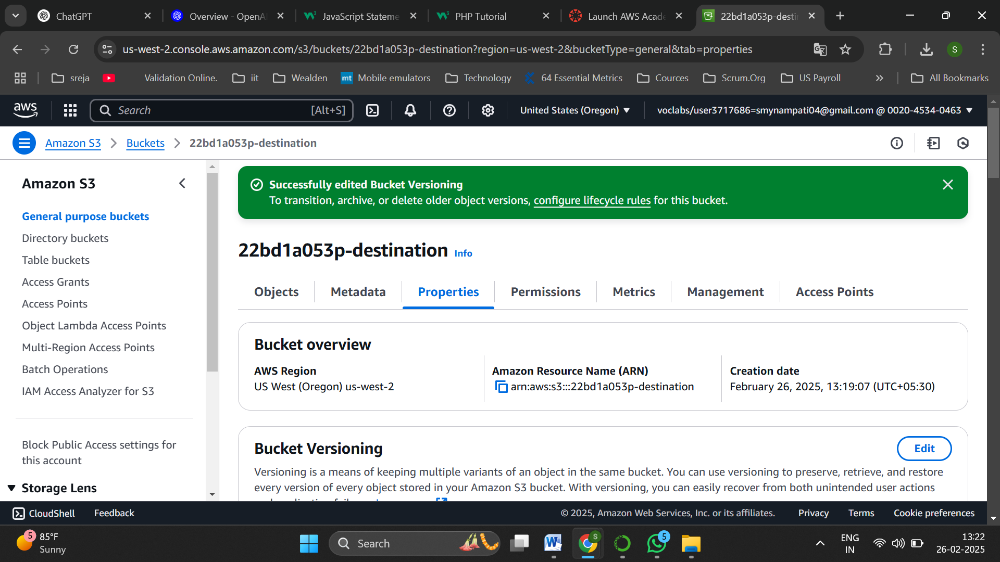 ChatGPT
Overview - OpenA
JavaScript Stateme
PHP Tutorial
Launch AWS Acade
22bd1a053p-desti
us-west-2.console.aws.amazon.com/s3/buckets/22bd1a053p-destination?region=us-west-2&bucketType=general&tab=properties
S
sreja
Validation Online.
iit
Wealden
mt Mobile emulators
Technology
64 Essential Metrics
Cources
Scrum.Org
US Payroll
All Bookmarks
aws
Search
[Alt+S]
United States (Oregon)
voclabs/user3717686=smynampati04@gmail.com @ 0020-4534-0463
Amazon S3
Buckets
22bd1a053p-destination
Amazon S3
General purpose buckets
Directory buckets
Table buckets
Access Grants
Access Points
Object Lambda Access Points
Multi-Region Access Points
Batch Operations
IAM Access Analyzer for S3
Block Public Access settings for
this account
Storage Lens
Successfully edited Bucket Versioning
To transition, archive, or delete older object versions, configure lifecycle rules for this bucket.
22bd1a053p-destination Info
Objects
Metadata
Properties
Permissions
Metrics
Management
Access Points
Bucket overview
AWS Region
US West (Oregon) us-west-2
Amazon Resource Name (ARN)
arn:aws:s3:::22bd1a053p-destination
Creation date
February 26, 2025, 13:19:07 (UTC+05:30)
Bucket Versioning
Edit
Versioning is a means of keeping multiple variants of an object in the same bucket. You can use versioning to preserve, retrieve, and restore
every version of every object stored in your Amazon S3 bucket. With versioning, you can easily recover from both unintended user actions
CloudShell
Feedback
© 2025, Amazon Web Services, Inc. or its affiliates.
Privacy
Terms
Cookie preferences
5
85°F
Sunny
Search
W
S
5
ENG
IN
13:22
26-02-2025